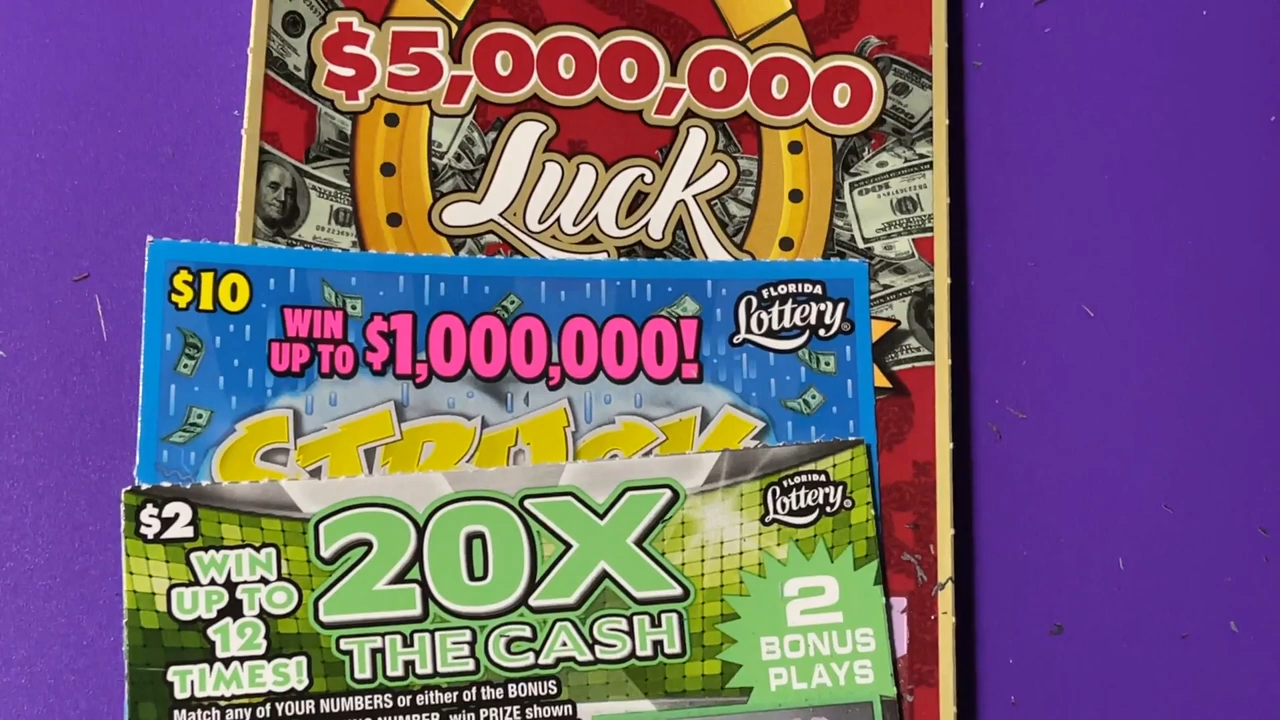 $5,000,000
Luck
$10
WIN
UP TO $1,000,000!
FLORIDA
Lottery®
STRUCK
$2
WIN
UP TO
12
TIMES!
20X
THE CASH
FLORIDA
Lottery®
2
BONUS
PLAYS
Match any of YOUR NUMBERS or either of the BONUS
NUMBER, win PRIZE shown